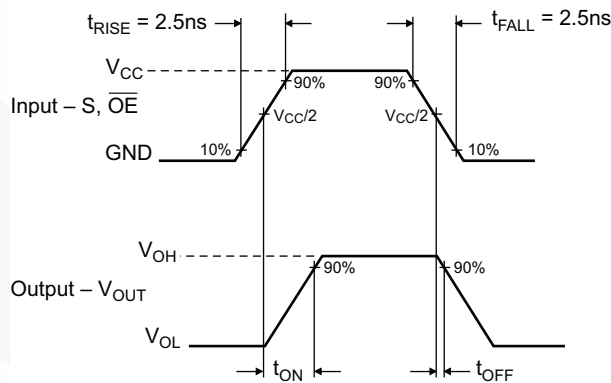 tRISE = 2.5ns
tFALL = 2.5ns
VCC
90%
90%
Input – S, O̅E̅
VCC/2
VCC/2
GND
10%
10%
VOH
90%
90%
Output – VOUT
VOL
tON
tOFF